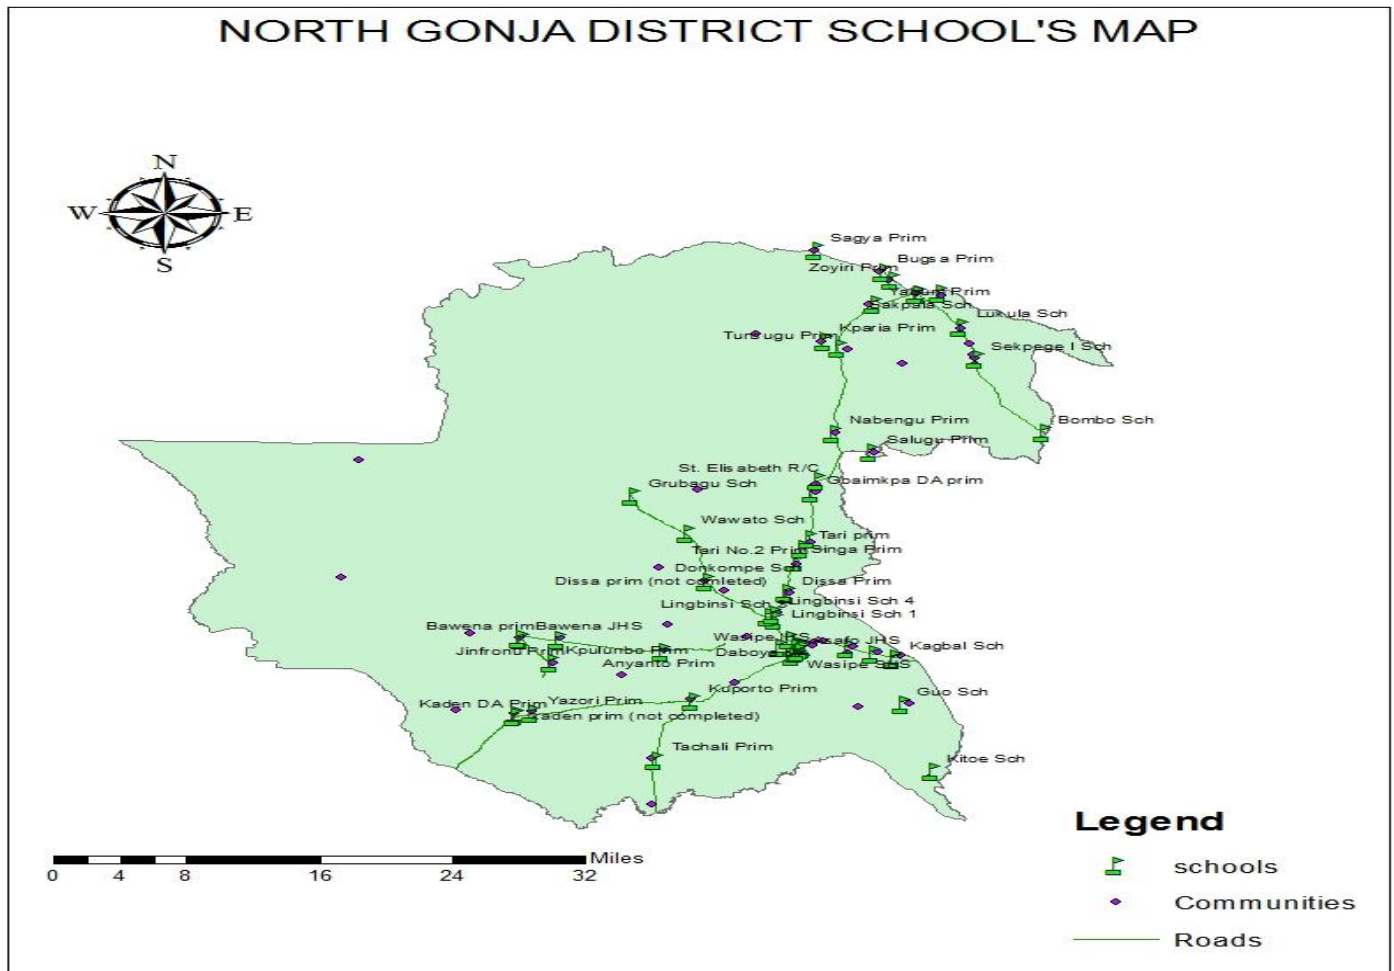 NORTH GONJA DISTRICT SCHOOL'S MAP
N
W E
S
Sagya Prim
Bugsa Prim
Zoyiri Prim
Prim
Sakpala Sch
Lukula Sch
Kparia Prim
Prim
Sekpege I Sch
Nabengu Prim
Bombo Sch
Salugu Prim
St. Elisabeth R/C
Gbaimkpa DA prim
Grubagu Sch
Wawato Sch
Tari prim
Tari No.2 Prim
Singa Prim
Donkompe Sch
Dissa prim (not comleted)
Dissa Prim
Lingbinsi Sch 4
Lingbinsi Sch
Lingbinsi Sch 1
Bawena prim
Bawena JHS
Wasipe JHS
Asafo JHS
Kagbal Sch
Jinfronu Prim
Kpulumbo Prim
Daboya
Anyanto Prim
Wasipe SHS
Kuporto Prim
Guo Sch
Kaden DA Prim
Yazori Prim
kaden prim (not completed)
Tachali Prim
Kitoe Sch
Miles
0 4 8 16 24 32
Legend
schools
Communities
Roads